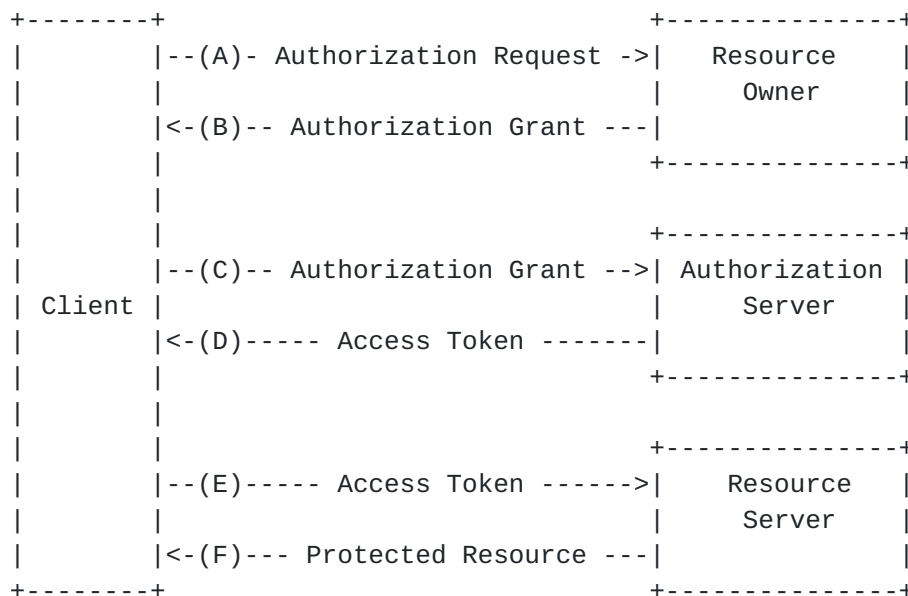 +--------+                               +---------------+
|        |--(A)- Authorization Request ->|   Resource    |
|        |                               |     Owner     |
|        |<-(B)-- Authorization Grant ---|               |
|        |                               +---------------+
|        |
|        |                               +---------------+
|        |--(C)-- Authorization Grant -->| Authorization |
| Client |                               |     Server    |
|        |<-(D)----- Access Token -------|               |
|        |                               +---------------+
|        |
|        |                               +---------------+
|        |--(E)----- Access Token ------>|    Resource   |
|        |                               |     Server    |
|        |<-(F)--- Protected Resource ---|               |
+--------+                               +---------------+